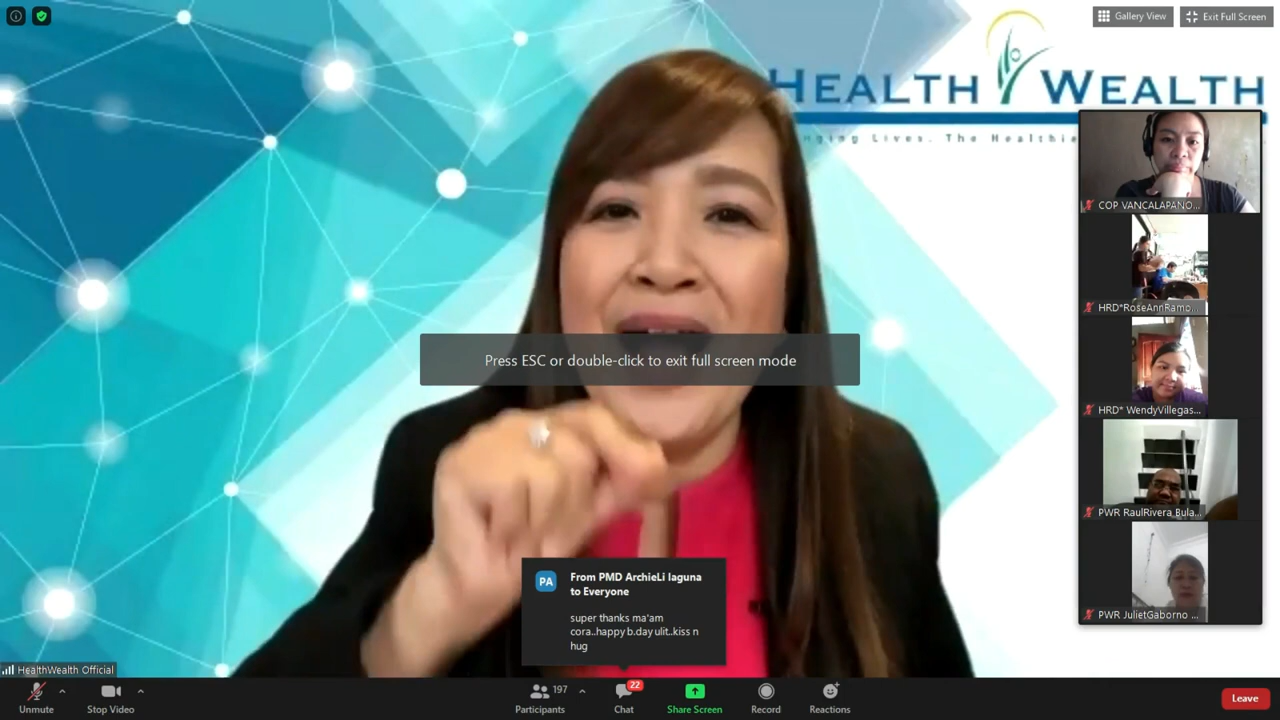 Gallery View
Exit Full Screen
HEALTH WEALTH
Lives. The
COP VANCALAPANO...
HRD*RoseAnnRamo...
HRD* WendyVillegas...
PWR RaulRivera_Bula...
PWR JulietGaborno ...
Press ESC or double-click to exit full screen mode
PA
From PMD ArchieLi laguna
to Everyone
super thanks ma'am
cora..happy b.day ulit..kiss n
hug
HealthWealth Official
Unmute
Stop Video
197
Participants
22
Chat
Share Screen
Record
Reactions
Leave